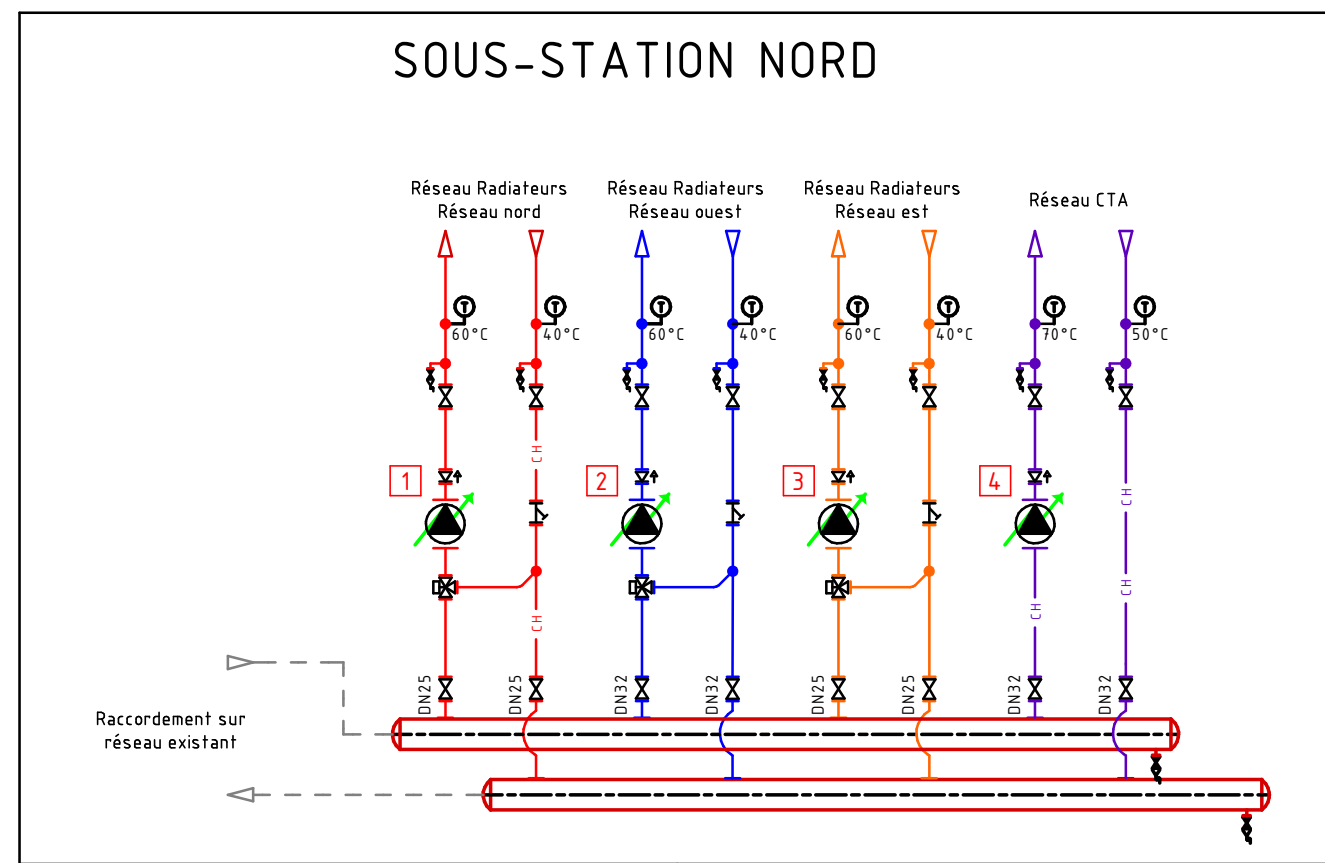 SOUS-STATION NORD
Réseau Radiateurs
Réseau nord
Réseau Radiateurs
Réseau ouest
Réseau Radiateurs
Réseau est
Réseau CTA
T
T
T
T
T
T
T
T
60°C
40°C
60°C
40°C
60°C
40°C
70°C
50°C
CH
1
2
3
4
CH
CH
CH
CH
DN25
DN25
DN32
DN32
DN25
DN25
DN32
DN32
Raccordement sur
réseau existant